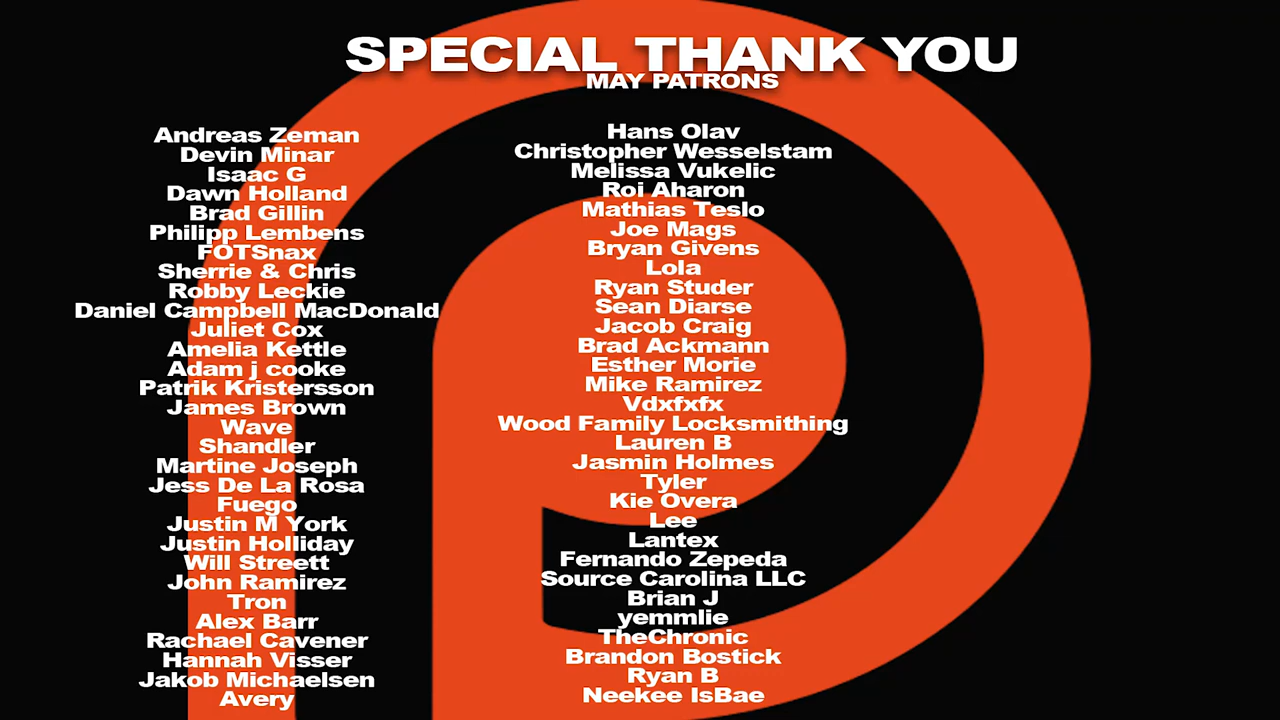 SPECIAL THANK YOU
MAY PATRONS
Andreas Zeman
Devin Minar
Isaac G
Dawn Holland
Brad Gillin
Philipp Lembens
FOTSnax
Sherrie & Chris
Robby Leckie
Daniel Campbell MacDonald
Juliet Cox
Amelia Kettle
Adam j cooke
Patrik Kristersson
James Brown
Wave
Shandler
Martine Joseph
Jess De La Rosa
Fuego
Justin M York
Justin Holliday
Will Streett
John Ramirez
Tron
Alex Barr
Rachael Cavener
Hannah Visser
Jakob Michaelsen
Avery
Hans Olav
Christopher Wesselstam
Melissa Vukelic
Roi Aharon
Mathias Teslo
Joe Mags
Bryan Givens
Lola
Ryan Studer
Sean Diarse
Jacob Craig
Brad Ackmann
Esther Morie
Mike Ramirez
Vdxfxfx
Wood Family Locksmithing
Lauren B
Jasmin Holmes
Tyler
Kie Overa
Lee
Lantex
Fernando Zepeda
Source Carolina LLC
Brian J
yemmlie
TheChronic
Brandon Bostick
Ryan B
Neekee IsBae